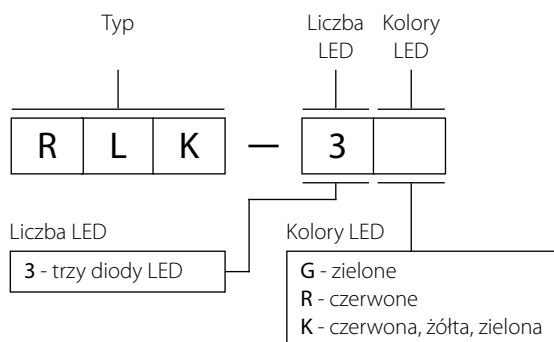 Typ
Liczba LED
Kolory LED
R L K – 3
Liczba LED
3 - trzy diody LED
Kolory LED
G - zielone
R - czerwone
K - czerwona, żółta, zielona